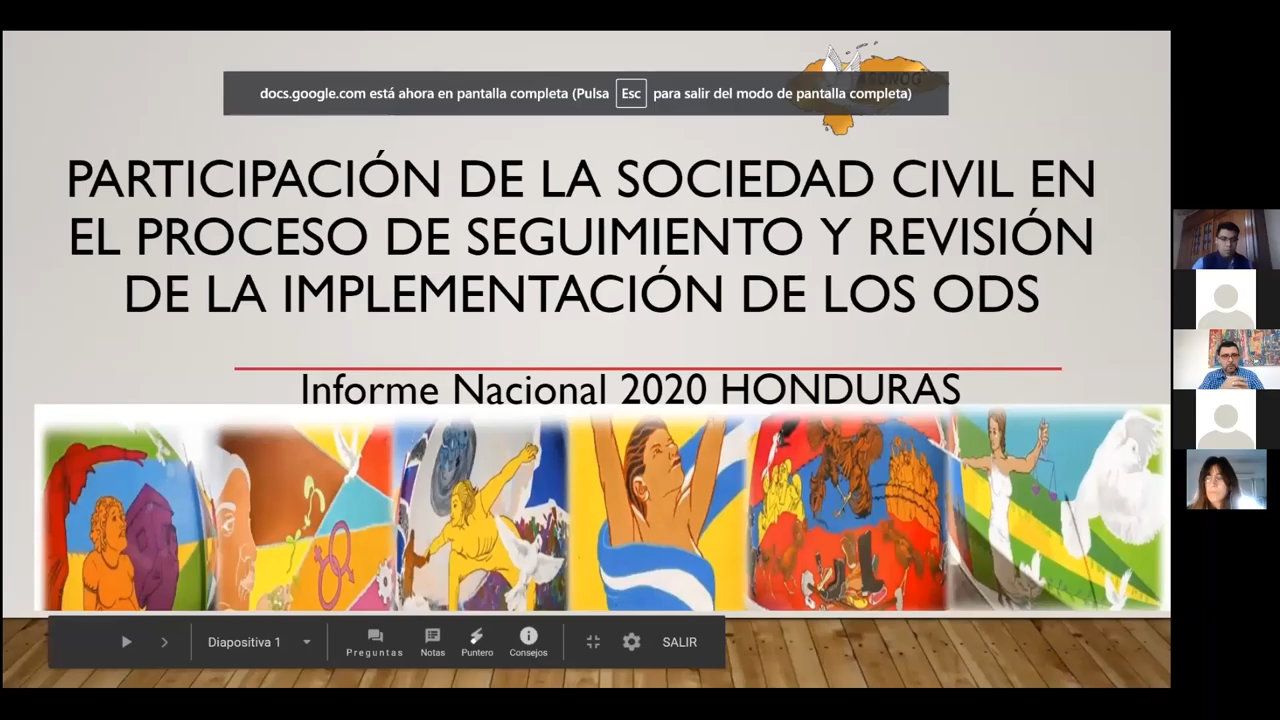 ASONOG
docs.google.com está ahora en pantalla completa (Pulsa Esc para salir del modo de pantalla completa)
PARTICIPACIÓN DE LA SOCIEDAD CIVIL EN
EL PROCESO DE SEGUIMIENTO Y REVISIÓN
DE LA IMPLEMENTACIÓN DE LOS ODS
Informe Nacional 2020 HONDURAS
Diapositiva 1
Preguntas
Notas
Puntero
Consejos
SALIR